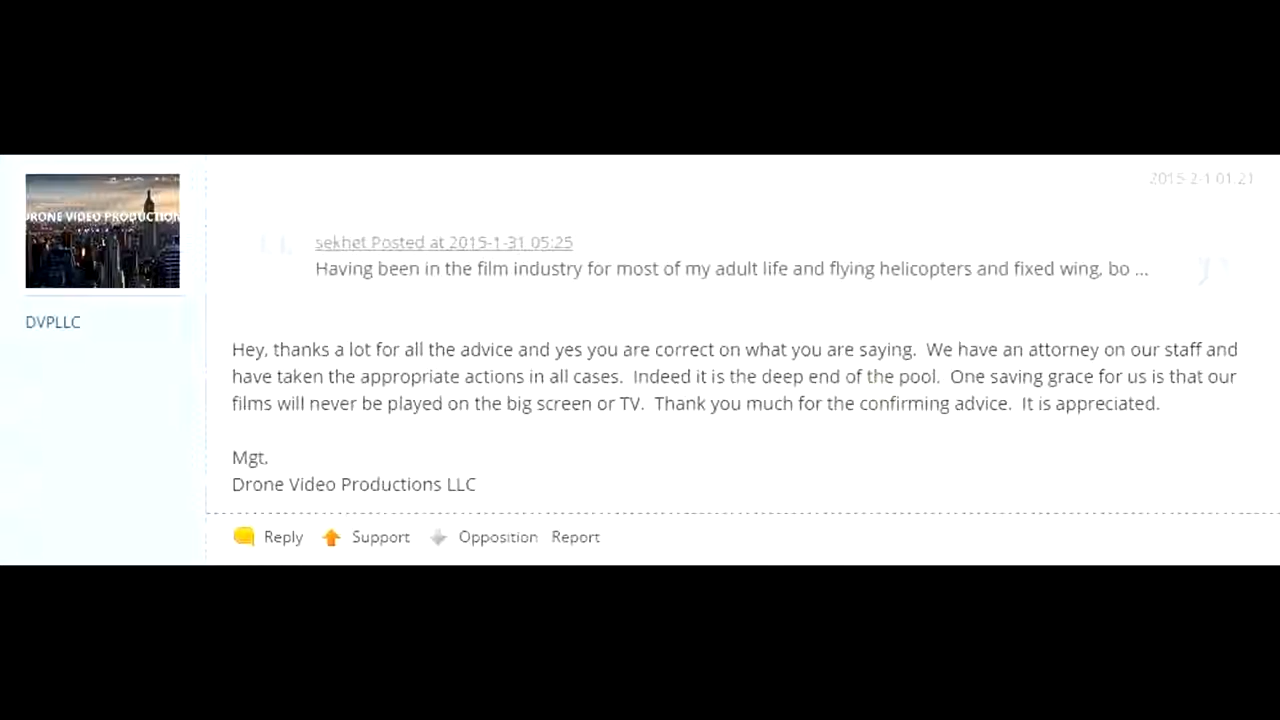 2015-2-1 01:21
DRONE VIDEO PRODUCTION
sekhet Posted at 2015-1-31 05:25
Having been in the film industry for most of my adult life and flying helicopters and fixed wing, bo ...
DVPLLC
Hey, thanks a lot for all the advice and yes you are correct on what you are saying.  We have an attorney on our staff and
have taken the appropriate actions in all cases.  Indeed it is the deep end of the pool.  One saving grace for us is that our
films will never be played on the big screen or TV.  Thank you much for the confirming advice.  It is appreciated.
Mgt.
Drone Video Productions LLC
Reply Support Opposition Report